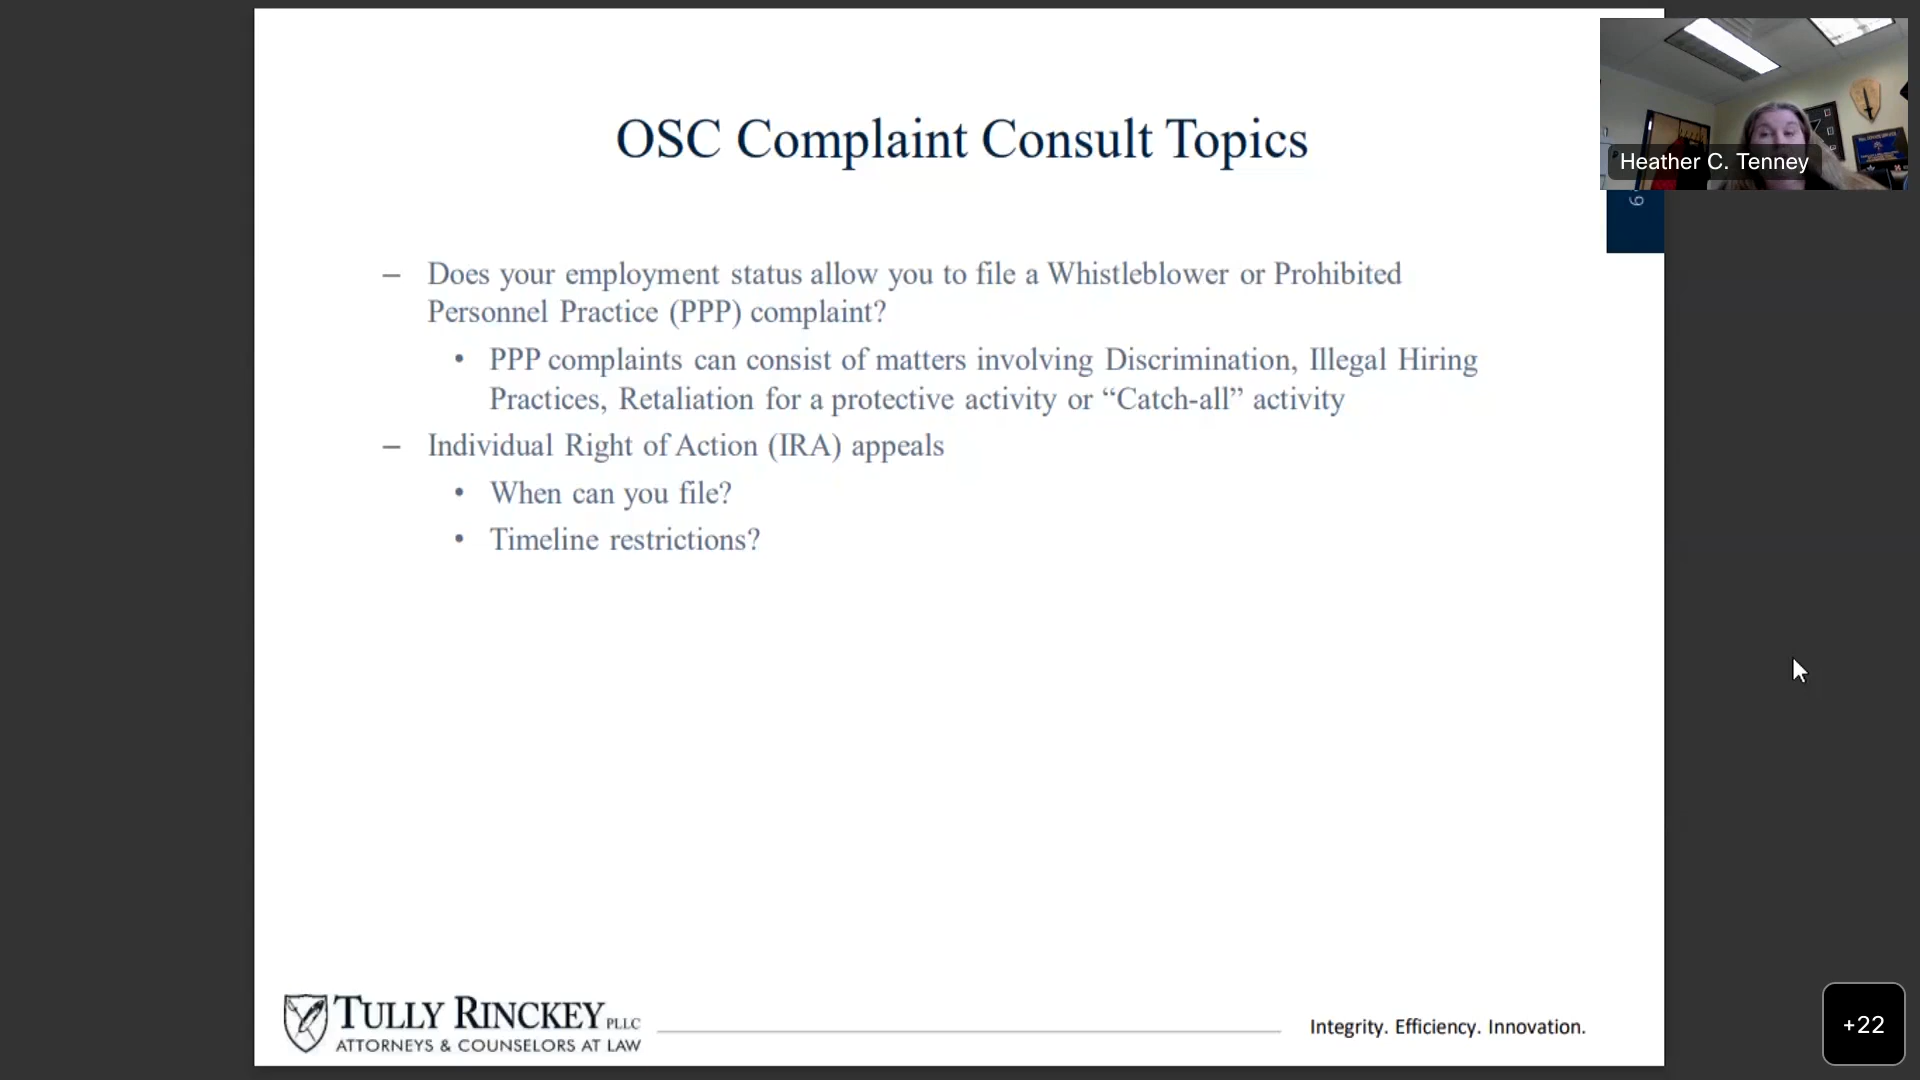 OSC Complaint Consult Topics
Heather C. Tenney
9
– Does your employment status allow you to file a Whistleblower or Prohibited
Personnel Practice (PPP) complaint?
• PPP complaints can consist of matters involving Discrimination, Illegal Hiring
Practices, Retaliation for a protective activity or “Catch-all” activity
– Individual Right of Action (IRA) appeals
• When can you file?
• Timeline restrictions?
TULLY RINCKEY PLLC
ATTORNEYS & COUNSELORS AT LAW
Integrity. Efficiency. Innovation.
+22